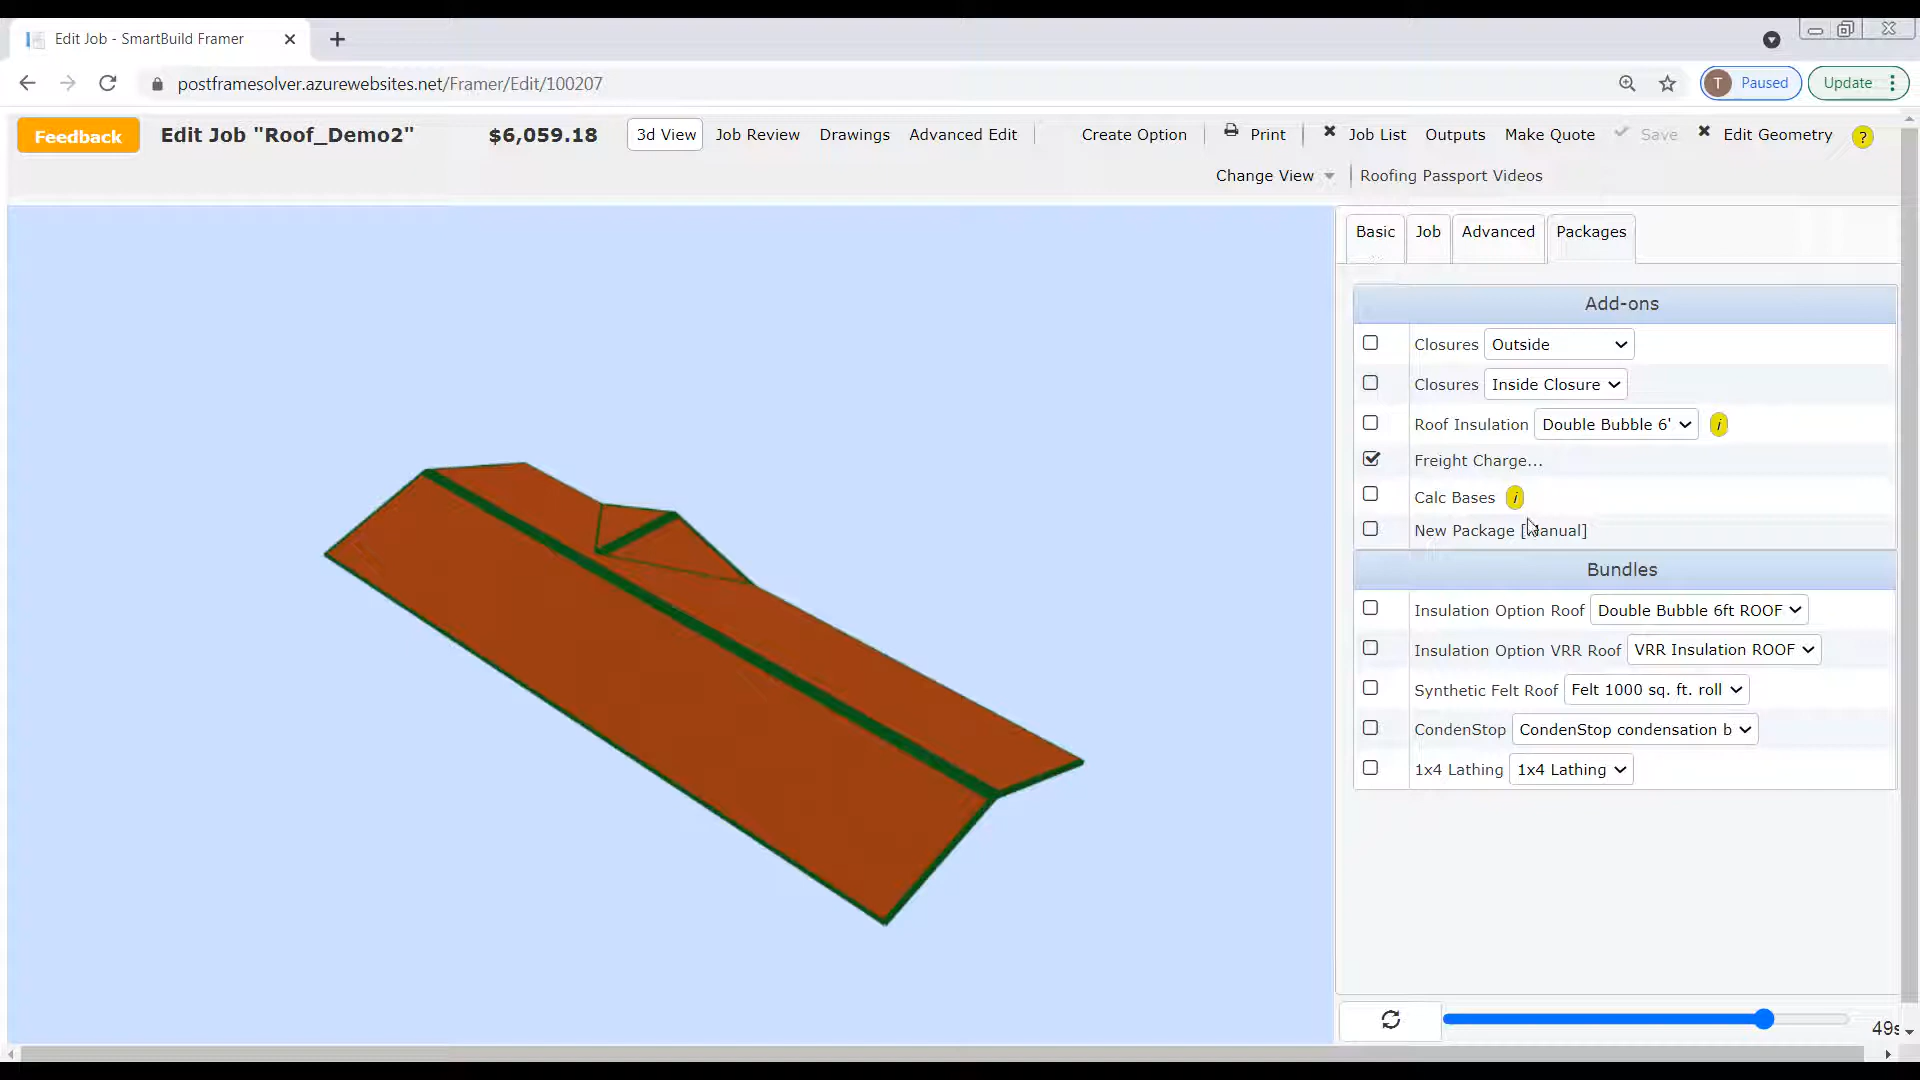 Edit Job - SmartBuild Framer
postframesolver.azurewebsites.net/Framer/Edit/100207
T Paused
Update
Feedback
Edit Job "Roof_Demo2"
$6,059.18
3d View
Job Review
Drawings
Advanced Edit
Create Option
Print
Job List
Outputs
Make Quote
Save
Edit Geometry
?
Change View
Roofing Passport Videos
Basic
Job
Advanced
Packages
Add-ons
Closures Outside
Closures Inside Closure
Roof Insulation Double Bubble 6' i
Freight Charge...
Calc Bases i
New Package [Manual]
Bundles
Insulation Option Roof Double Bubble 6ft ROOF
Insulation Option VRR Roof VRR Insulation ROOF
Synthetic Felt Roof Felt 1000 sq. ft. roll
CondenStop CondenStop condensation b
1x4 Lathing 1x4 Lathing
49s